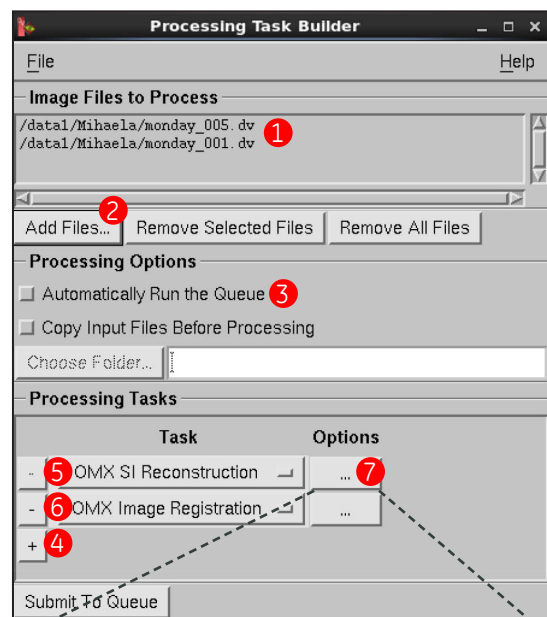 Processing Task Builder
File Help
Image Files to Process
/data1/Mihaela/monday_005.dv 1
/data1/Mihaela/monday_001.dv
2
Add Files... Remove Selected Files Remove All Files
Processing Options
Automatically Run the Queue 3
Copy Input Files Before Processing
Choose Folder...
Processing Tasks
Task Options
- 5 OMX SI Reconstruction ... 7
- 6 OMX Image Registration ...
+ 4
Submit To Queue